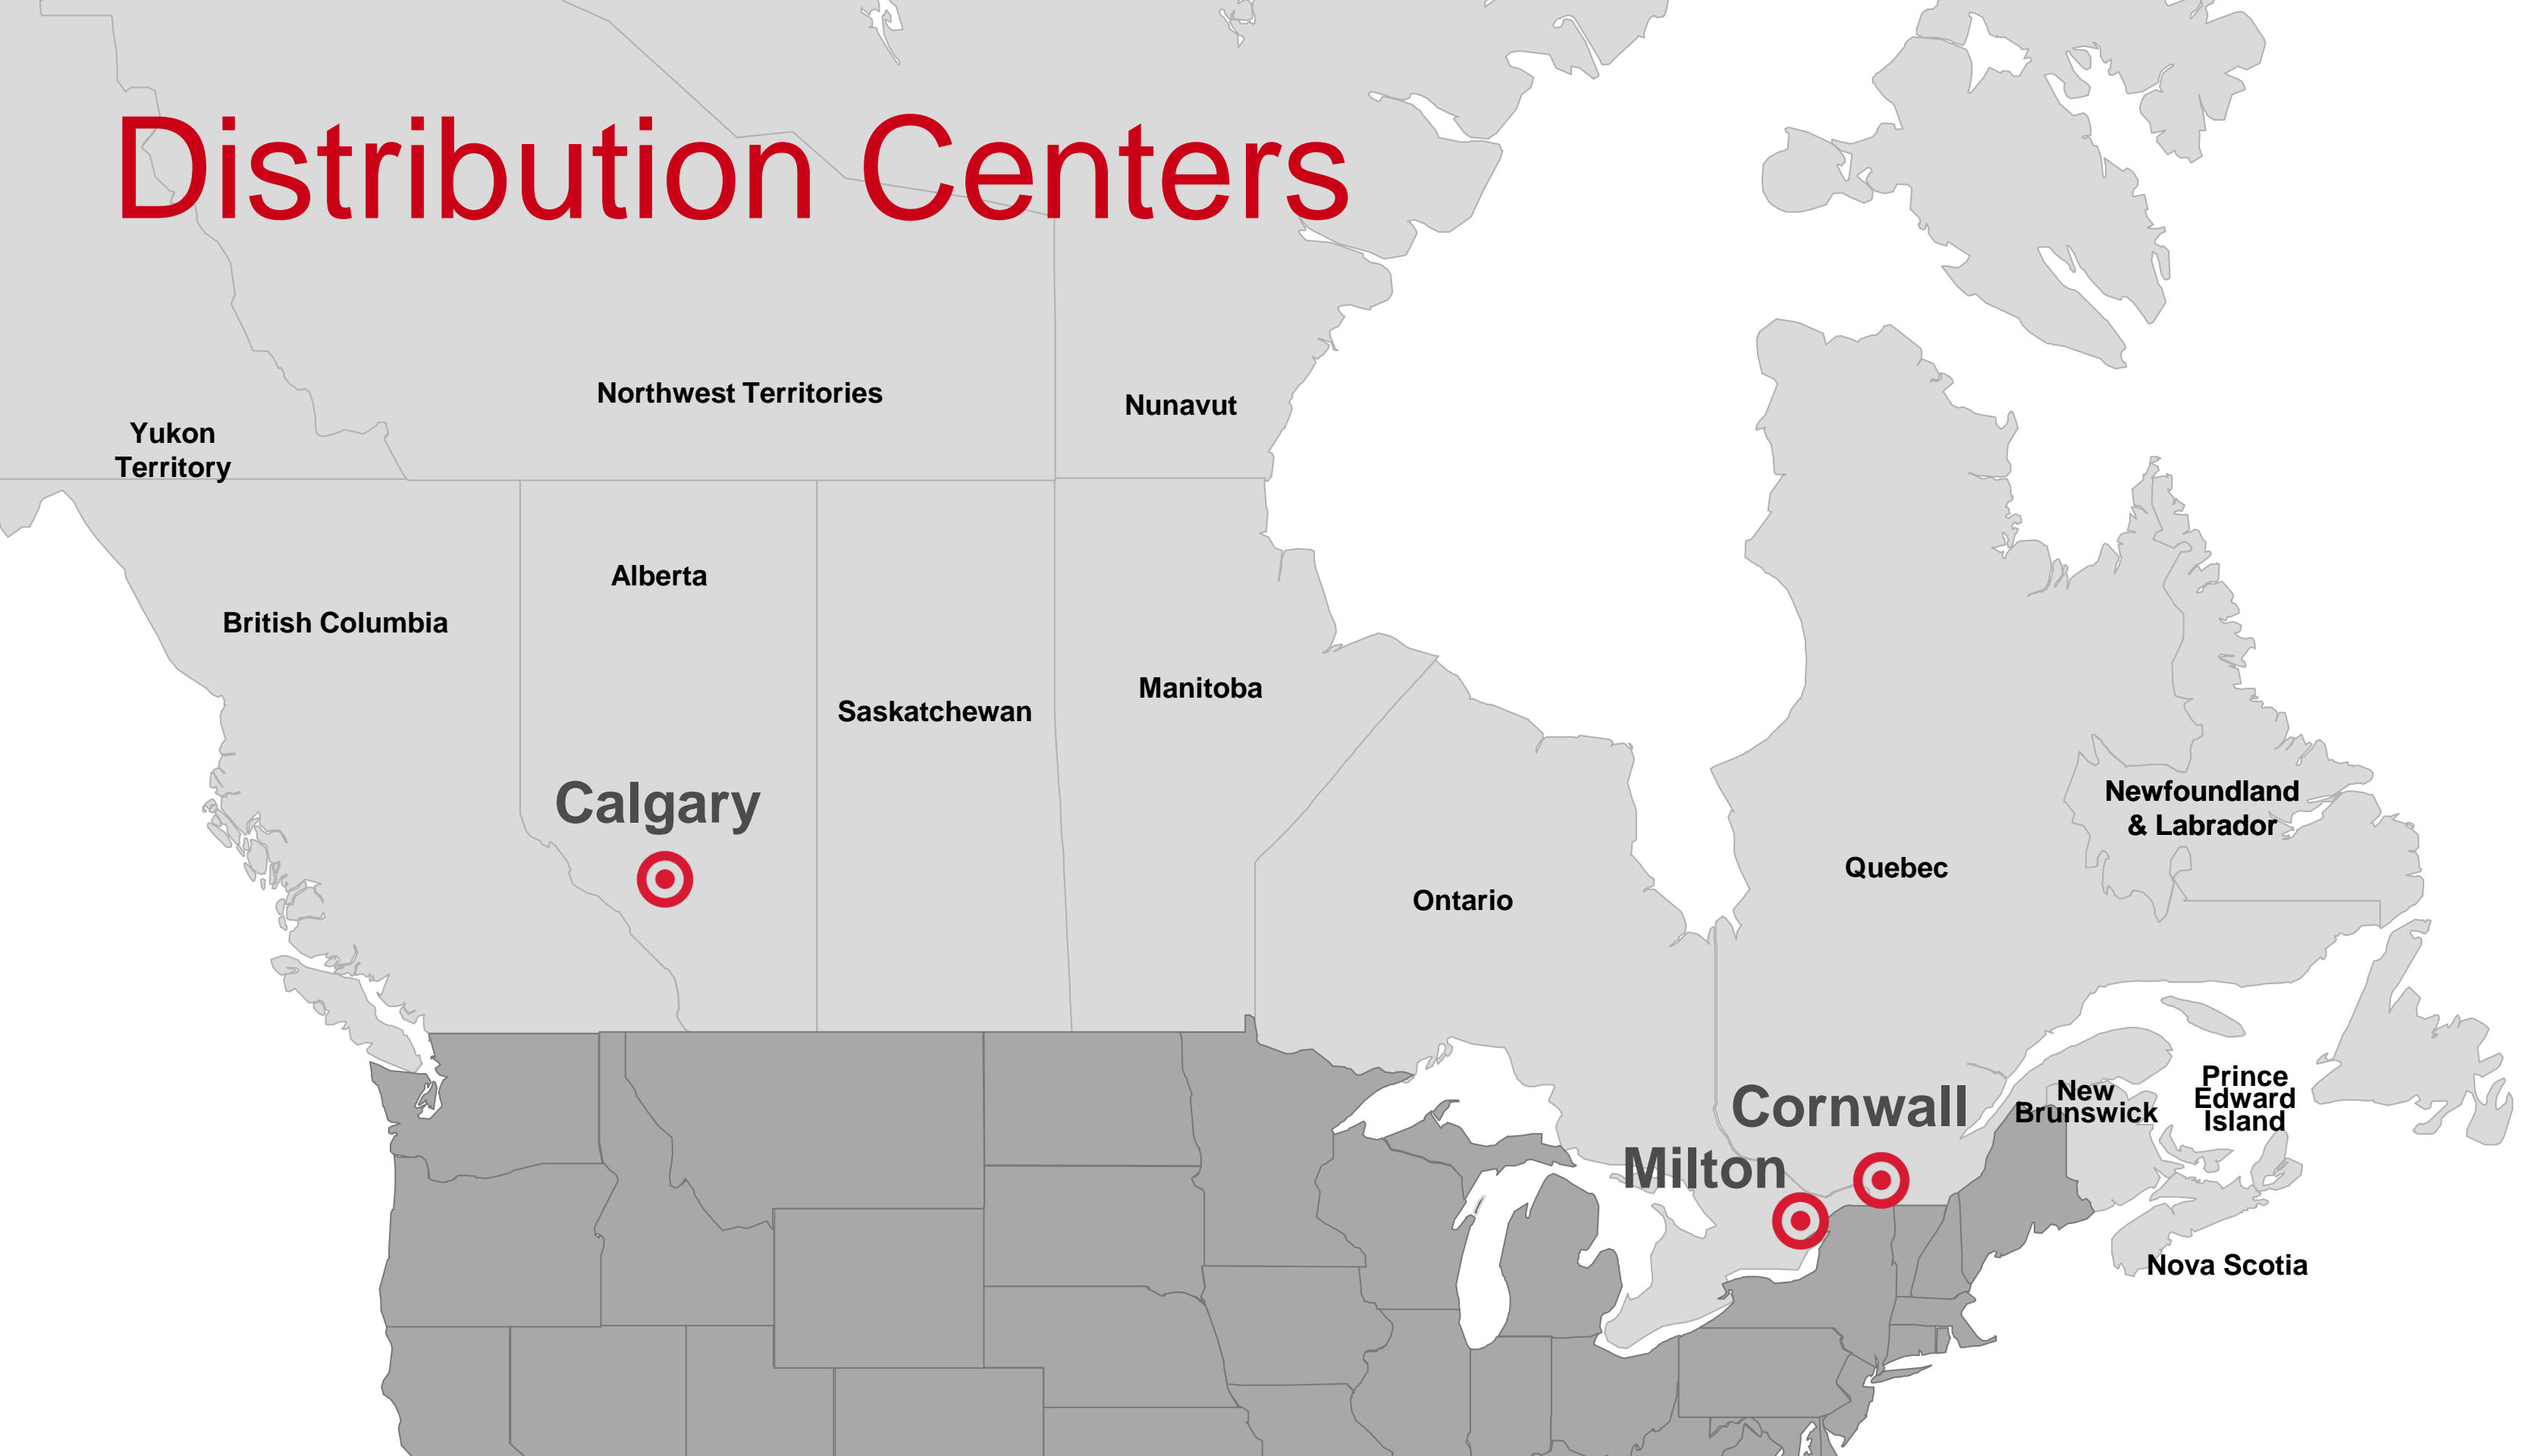 Distribution Centers
Northwest Territories
Nunavut
Yukon
Territory
Alberta
British Columbia
Manitoba
Saskatchewan
Calgary
Newfoundland
& Labrador
Quebec
Ontario
Prince
Edward
Island
New
Brunswick
Cornwall
Milton
Nova Scotia